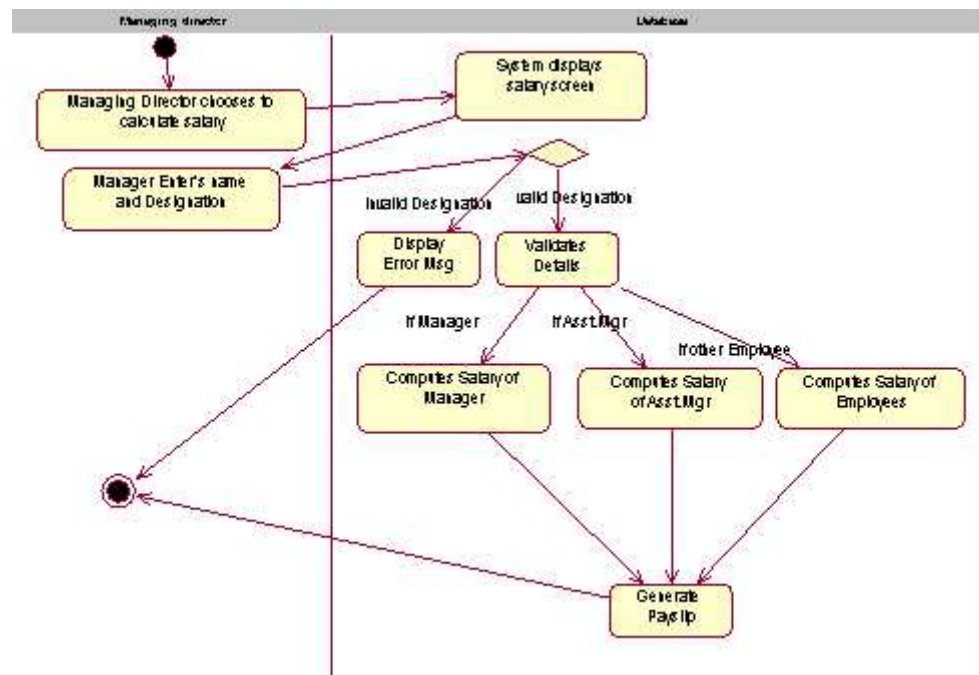 Managing director
Database
System displays
salary screen
Managing Director chooses to
calculate salary
Manager Enter's name
and Designation
Invalid Designation
valid Designation
Display
Error Msg
Validates
Details
If Manager
If Asst.Mgr
If other Employee
Computes Salary of
Manager
Computes Salary
of Asst.Mgr
Computes Salary of
Employees
Generate
Payslip